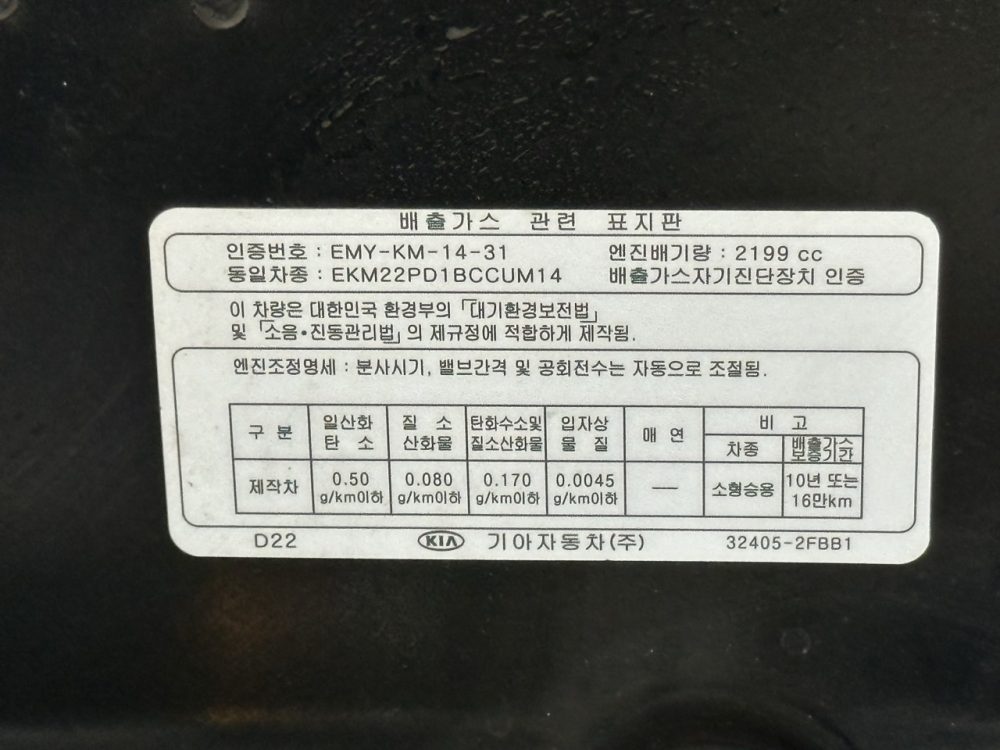 배출가스 관련 표지판
인증번호 : EMY-KM-14-31 엔진배기량 : 2199 cc
동일차종 : EKM22PD1BCCUM14 배출가스자기진단장치 인증
이 차량은 대한민국 환경부의 「대기환경보전법」
및 「소음•진동관리법」의 제규정에 적합하게 제작됨.
엔진조정명세 : 분사시기, 밸브간격 및 공회전수는 자동으로 조절됨.
구 분 일산화 탄 소 질 소 산화물 탄화수소및 질소산화물 입자상 물 질 매 연 비 고
차종 배출가스 보증기간
제작차 0.50 g/km이하 0.080 g/km이하 0.170 g/km이하 0.0045 g/km이하 — 소형승용 10년 또는 16만km
D22 KIA 기아자동차(주) 32405-2FBB1